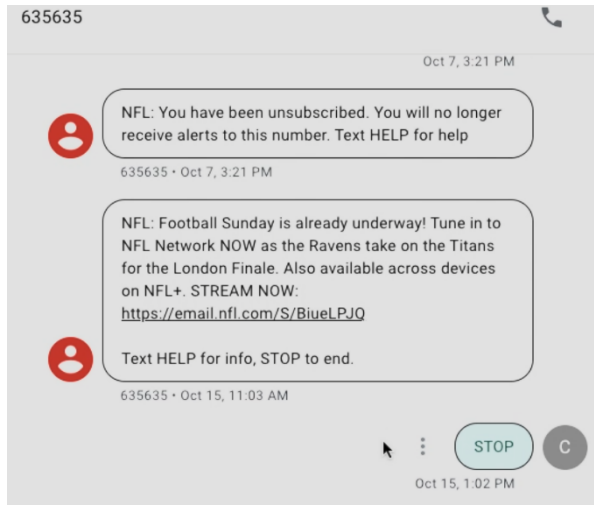 635635
Oct 7, 3:21 PM
NFL: You have been unsubscribed. You will no longer
receive alerts to this number. Text HELP for help
635635 • Oct 7, 3:21 PM
NFL: Football Sunday is already underway! Tune in to
NFL Network NOW as the Ravens take on the Titans
for the London Finale. Also available across devices
on NFL+. STREAM NOW:
https://email.nfl.com/S/BiueLPJQ
Text HELP for info, STOP to end.
635635 • Oct 15, 11:03 AM
STOP
C
Oct 15, 1:02 PM